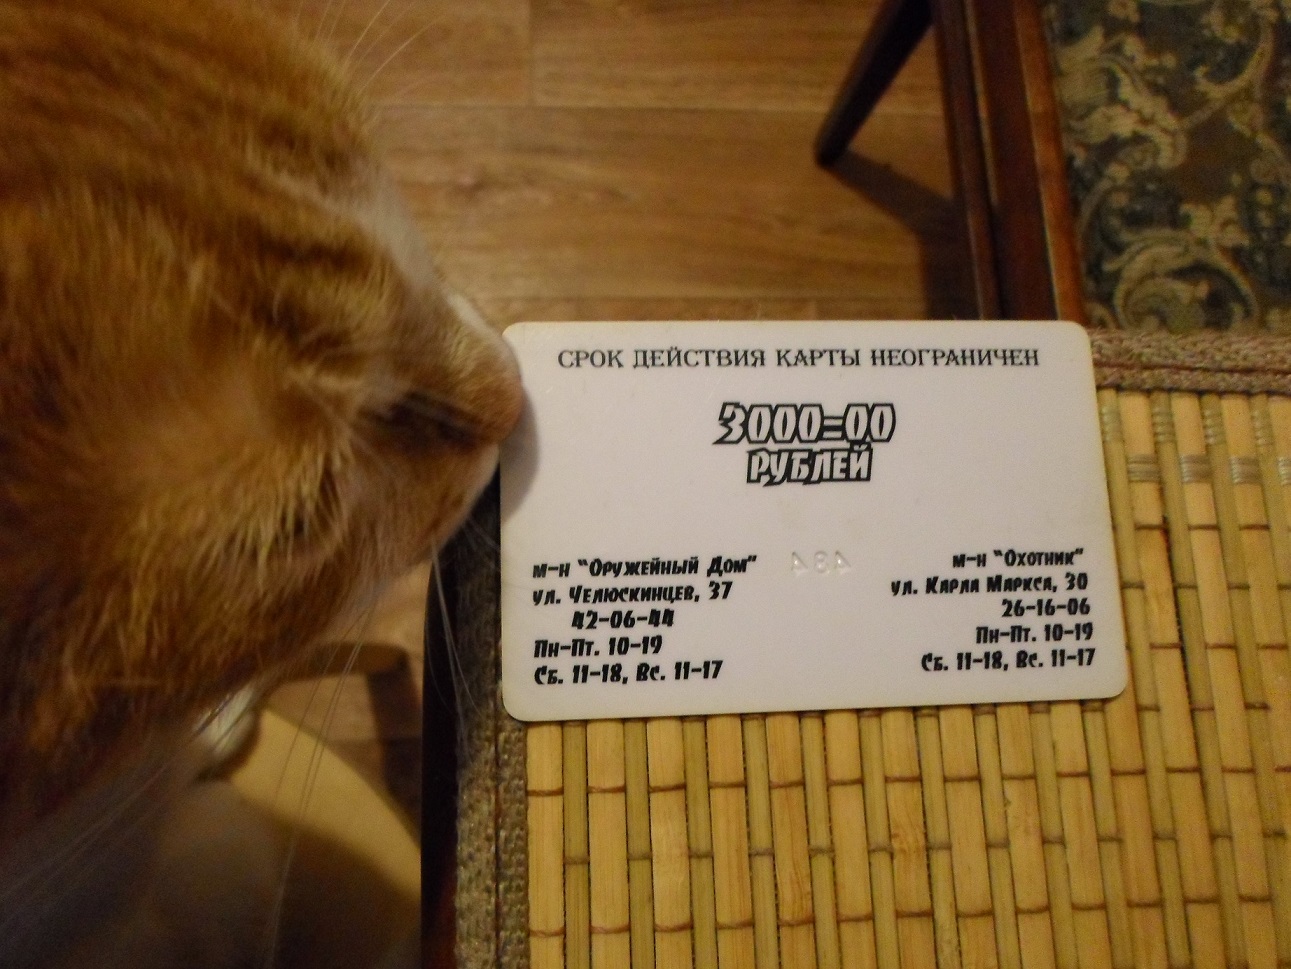 СРОК ДЕЙСТВИЯ КАРТЫ НЕОГРАНИЧЕН
3000=00
РУБЛЕЙ
м-н "Оружейный Дом"
ул. Челюскинцев, 37
42-06-44
Пн-Пт. 10-19
Сб. 11-18, Вс. 11-17
434
м-н "Охотник"
ул. Карла Маркса, 30
26-16-06
Пн-Пт. 10-19
Сб. 11-18, Вс. 11-17